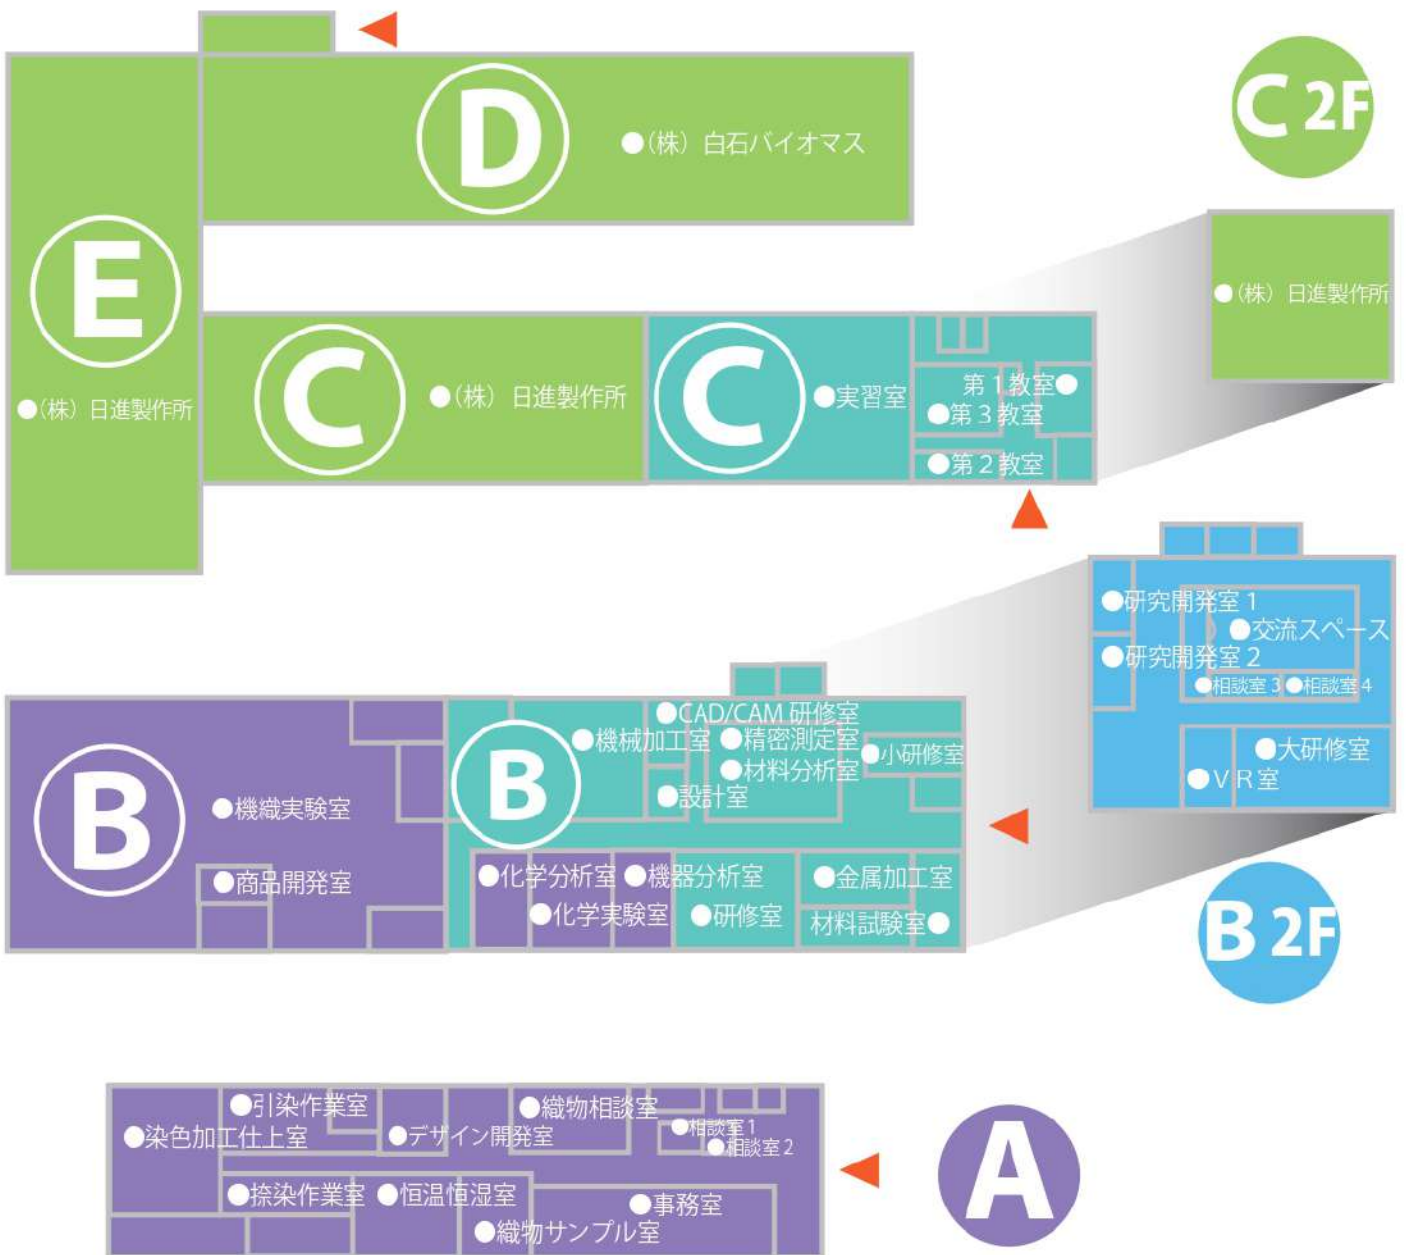 D
●(株) 白石バイオマス
C 2F
●(株) 日進製作所
E
●(株) 日進製作所
C
●(株) 日進製作所
C
●実習室
第1教室●
●第3教室
●第2教室
●研究開発室1
●交流スペース
●研究開発室2
●相談室3 ●相談室4
●大研修室
●VR室
B 2F
B
●機織実験室
●商品開発室
B
●CAD/CAM 研修室
●機械加工室
●精密測定室
●小研修室
●材料分析室
●設計室
●化学分析室 ●機器分析室
●金属加工室
●化学実験室
●研修室
材料試験室●
●引染作業室
●織物相談室
●染色加工仕上室
●デザイン開発室
●相談室1
●相談室2
A
●捺染作業室
●恒温恒湿室
●事務室
●織物サンプル室